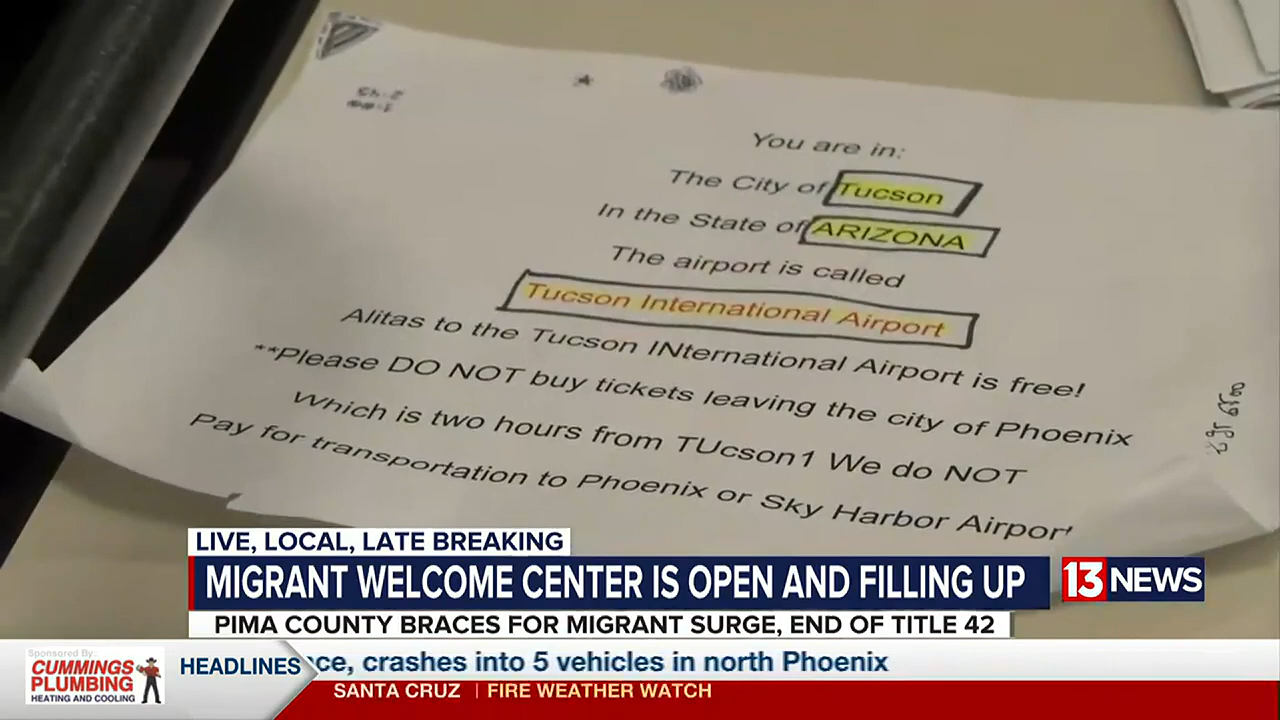 You are in:
The City of Tucson
In the State of ARIZONA
The airport is called
Tucson International Airport
Alitas to the Tucson INternational Airport is free!
**Please DO NOT buy tickets leaving the city of Phoenix
Which is two hours from TUcson1 We do NOT
Pay for transportation to Phoenix or Sky Harbor Airport
LIVE, LOCAL, LATE BREAKING
MIGRANT WELCOME CENTER IS OPEN AND FILLING UP
13 NEWS
PIMA COUNTY BRACES FOR MIGRANT SURGE, END OF TITLE 42
Sponsored By:
CUMMINGS
PLUMBING
HEATING AND COOLING
HEADLINES
ce, crashes into 5 vehicles in north Phoenix
SANTA CRUZ | FIRE WEATHER WATCH